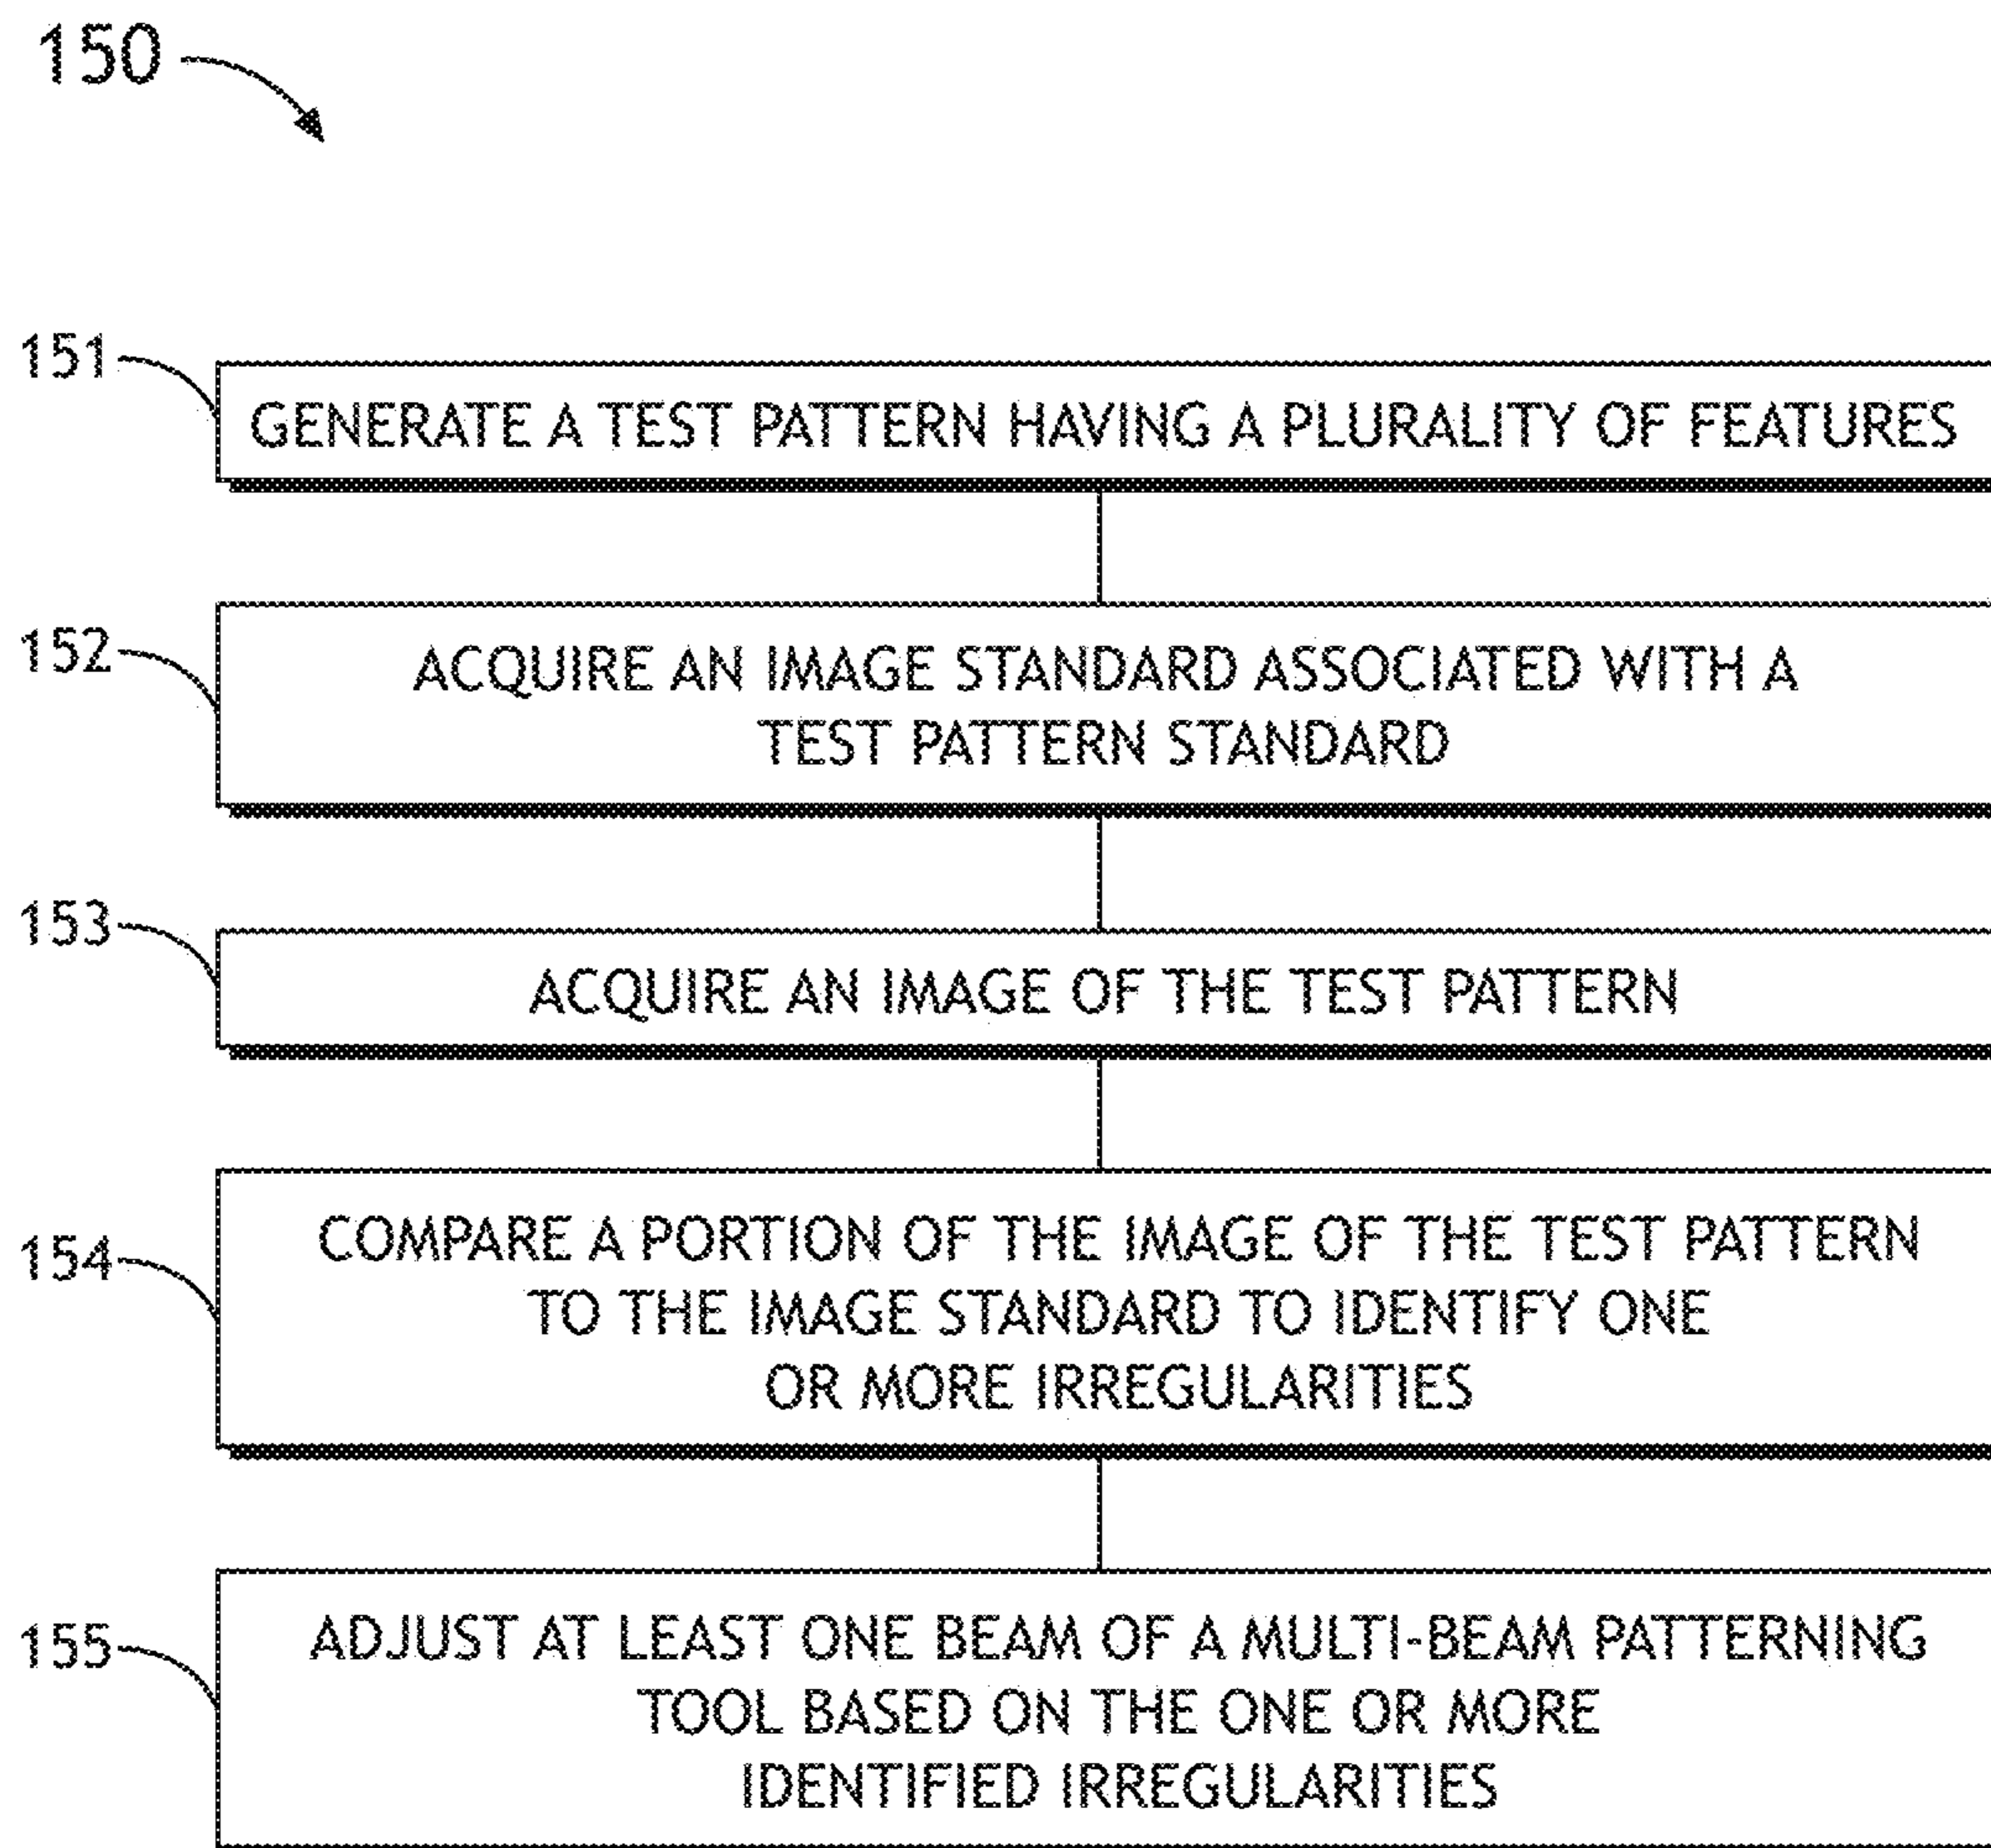 150
151
GENERATE A TEST PATTERN HAVING A PLURALITY OF FEATURES
152
ACQUIRE AN IMAGE STANDARD ASSOCIATED WITH A
TEST PATTERN STANDARD
153
ACQUIRE AN IMAGE OF THE TEST PATTERN
154
COMPARE A PORTION OF THE IMAGE OF THE TEST PATTERN
TO THE IMAGE STANDARD TO IDENTIFY ONE
OR MORE IRREGULARITIES
155
ADJUST AT LEAST ONE BEAM OF A MULTI-BEAM PATTERNING
TOOL BASED ON THE ONE OR MORE
IDENTIFIED IRREGULARITIES